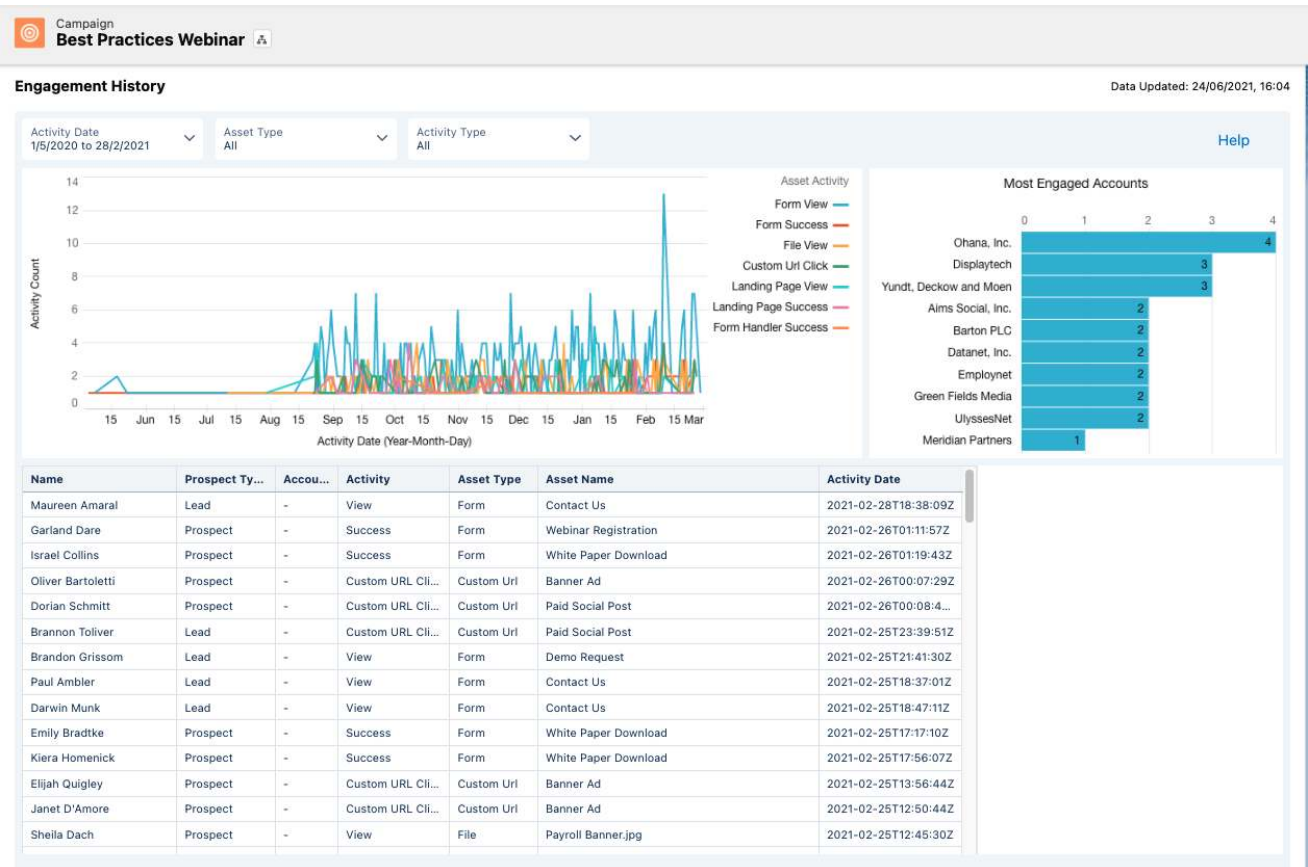 Campaign
Best Practices Webinar
Engagement History
Data Updated: 24/06/2021, 16:04
Activity Date
1/5/2020 to 28/2/2021
Asset Type
All
Activity Type
All
Help
Activity Count
14
12
10
8
6
4
2
0
15 Jun 15 Jul 15 Aug 15 Sep 15 Oct 15 Nov 15 Dec 15 Jan 15 Feb 15 Mar
Activity Date (Year-Month-Day)
Asset Activity
Form View
Form Success
File View
Custom Url Click
Landing Page View
Landing Page Success
Form Handler Success
Most Engaged Accounts
0 1 2 3 4
Ohana, Inc. 4
Displaytech 3
Yundt, Deckow and Moen 3
Aims Social, Inc. 2
Barton PLC 2
Datanet, Inc. 2
Employnet 2
Green Fields Media 2
UlyssesNet 2
Meridian Partners 1
Name Prospect Ty... Accou... Activity Asset Type Asset Name Activity Date
Maureen Amaral Lead - View Form Contact Us 2021-02-28T18:38:09Z
Garland Dare Prospect - Success Form Webinar Registration 2021-02-26T01:11:57Z
Israel Collins Prospect - Success Form White Paper Download 2021-02-26T01:19:43Z
Oliver Bartoletti Prospect - Custom URL Cli... Custom Url Banner Ad 2021-02-26T00:07:29Z
Dorian Schmitt Prospect - Custom URL Cli... Custom Url Paid Social Post 2021-02-26T00:08:4...
Brannon Toliver Lead - Custom URL Cli... Custom Url Paid Social Post 2021-02-25T23:39:51Z
Brandon Grissom Lead - View Form Demo Request 2021-02-25T21:41:30Z
Paul Ambler Lead - View Form Contact Us 2021-02-25T18:37:01Z
Darwin Munk Lead - View Form Contact Us 2021-02-25T18:47:11Z
Emily Bradtke Prospect - Success Form White Paper Download 2021-02-25T17:17:10Z
Kiera Homenick Prospect - Success Form White Paper Download 2021-02-25T17:56:07Z
Elijah Quigley Prospect - Custom URL Cli... Custom Url Banner Ad 2021-02-25T13:56:44Z
Janet D'Amore Prospect - Custom URL Cli... Custom Url Banner Ad 2021-02-25T12:50:44Z
Sheila Dach Prospect - View File Payroll Banner.jpg 2021-02-25T12:45:30Z